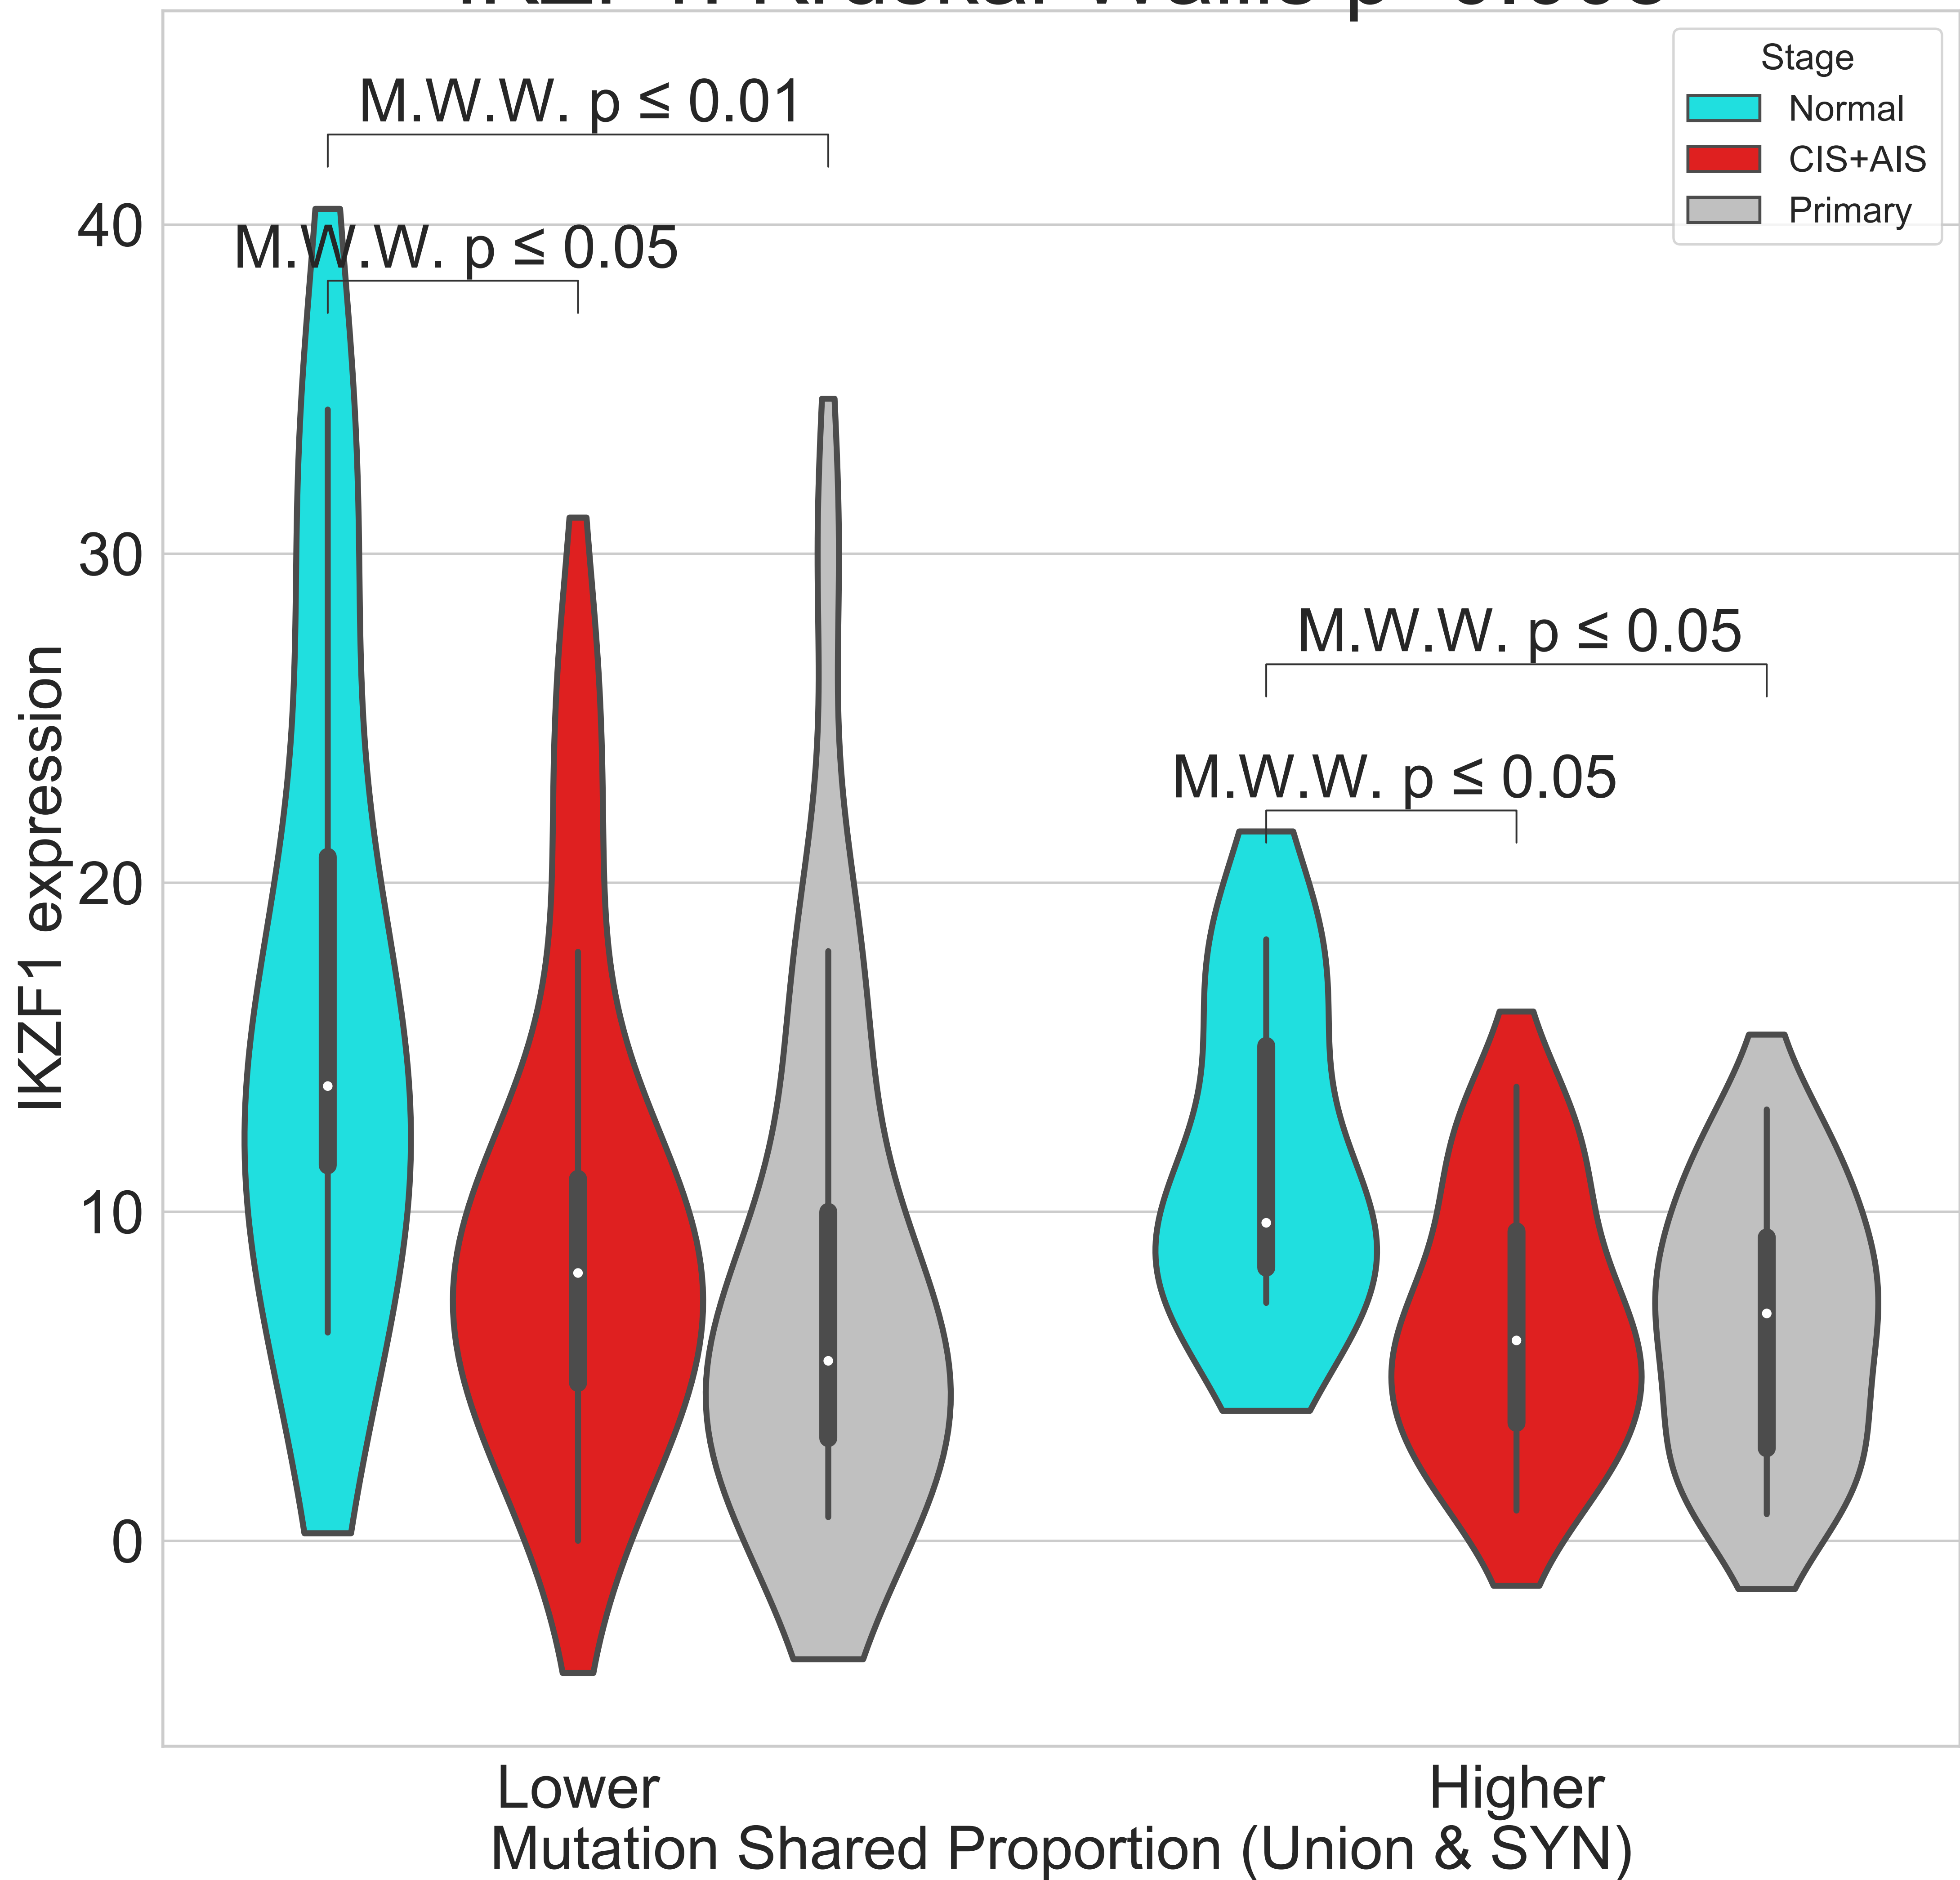 Stage
Normal
CIS+AIS
Primary
M.W.W. p ≤ 0.01
M.W.W. p ≤ 0.05
M.W.W. p ≤ 0.05
M.W.W. p ≤ 0.05
40
30
20
10
0
IKZF1 expression
Lower
Higher
Mutation Shared Proportion (Union & SYN)